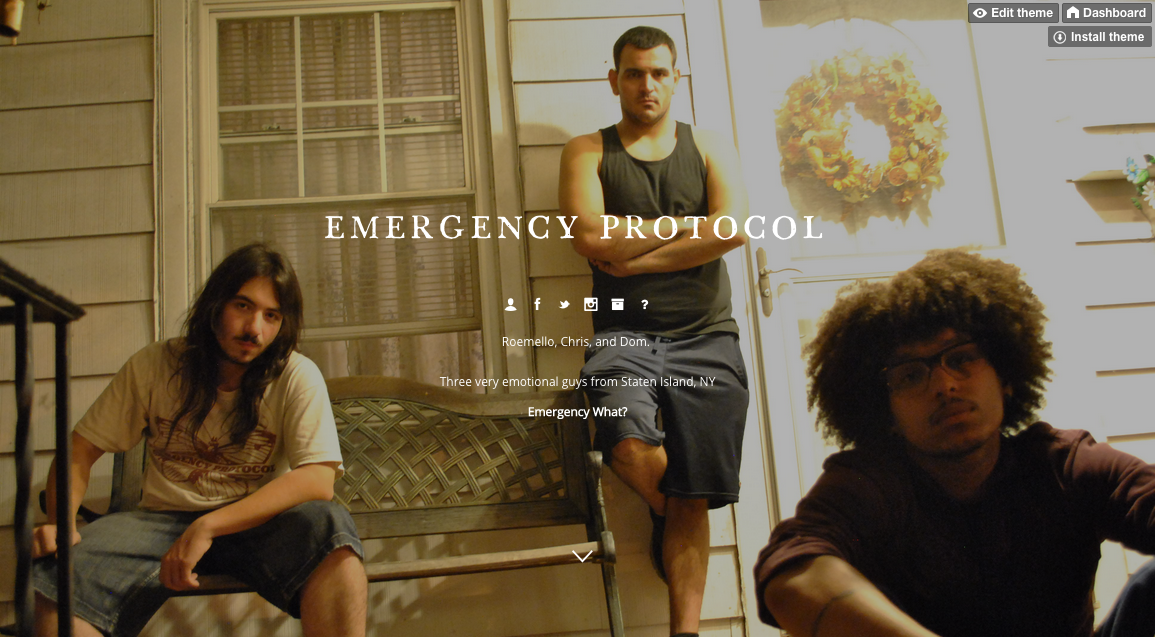 Edit theme Dashboard
Install theme
EMERGENCY PROTOCOL
Roemello, Chris, and Dom.
Three very emotional guys from Staten Island, NY
Emergency What?
EMERGENCY PROTOCOL